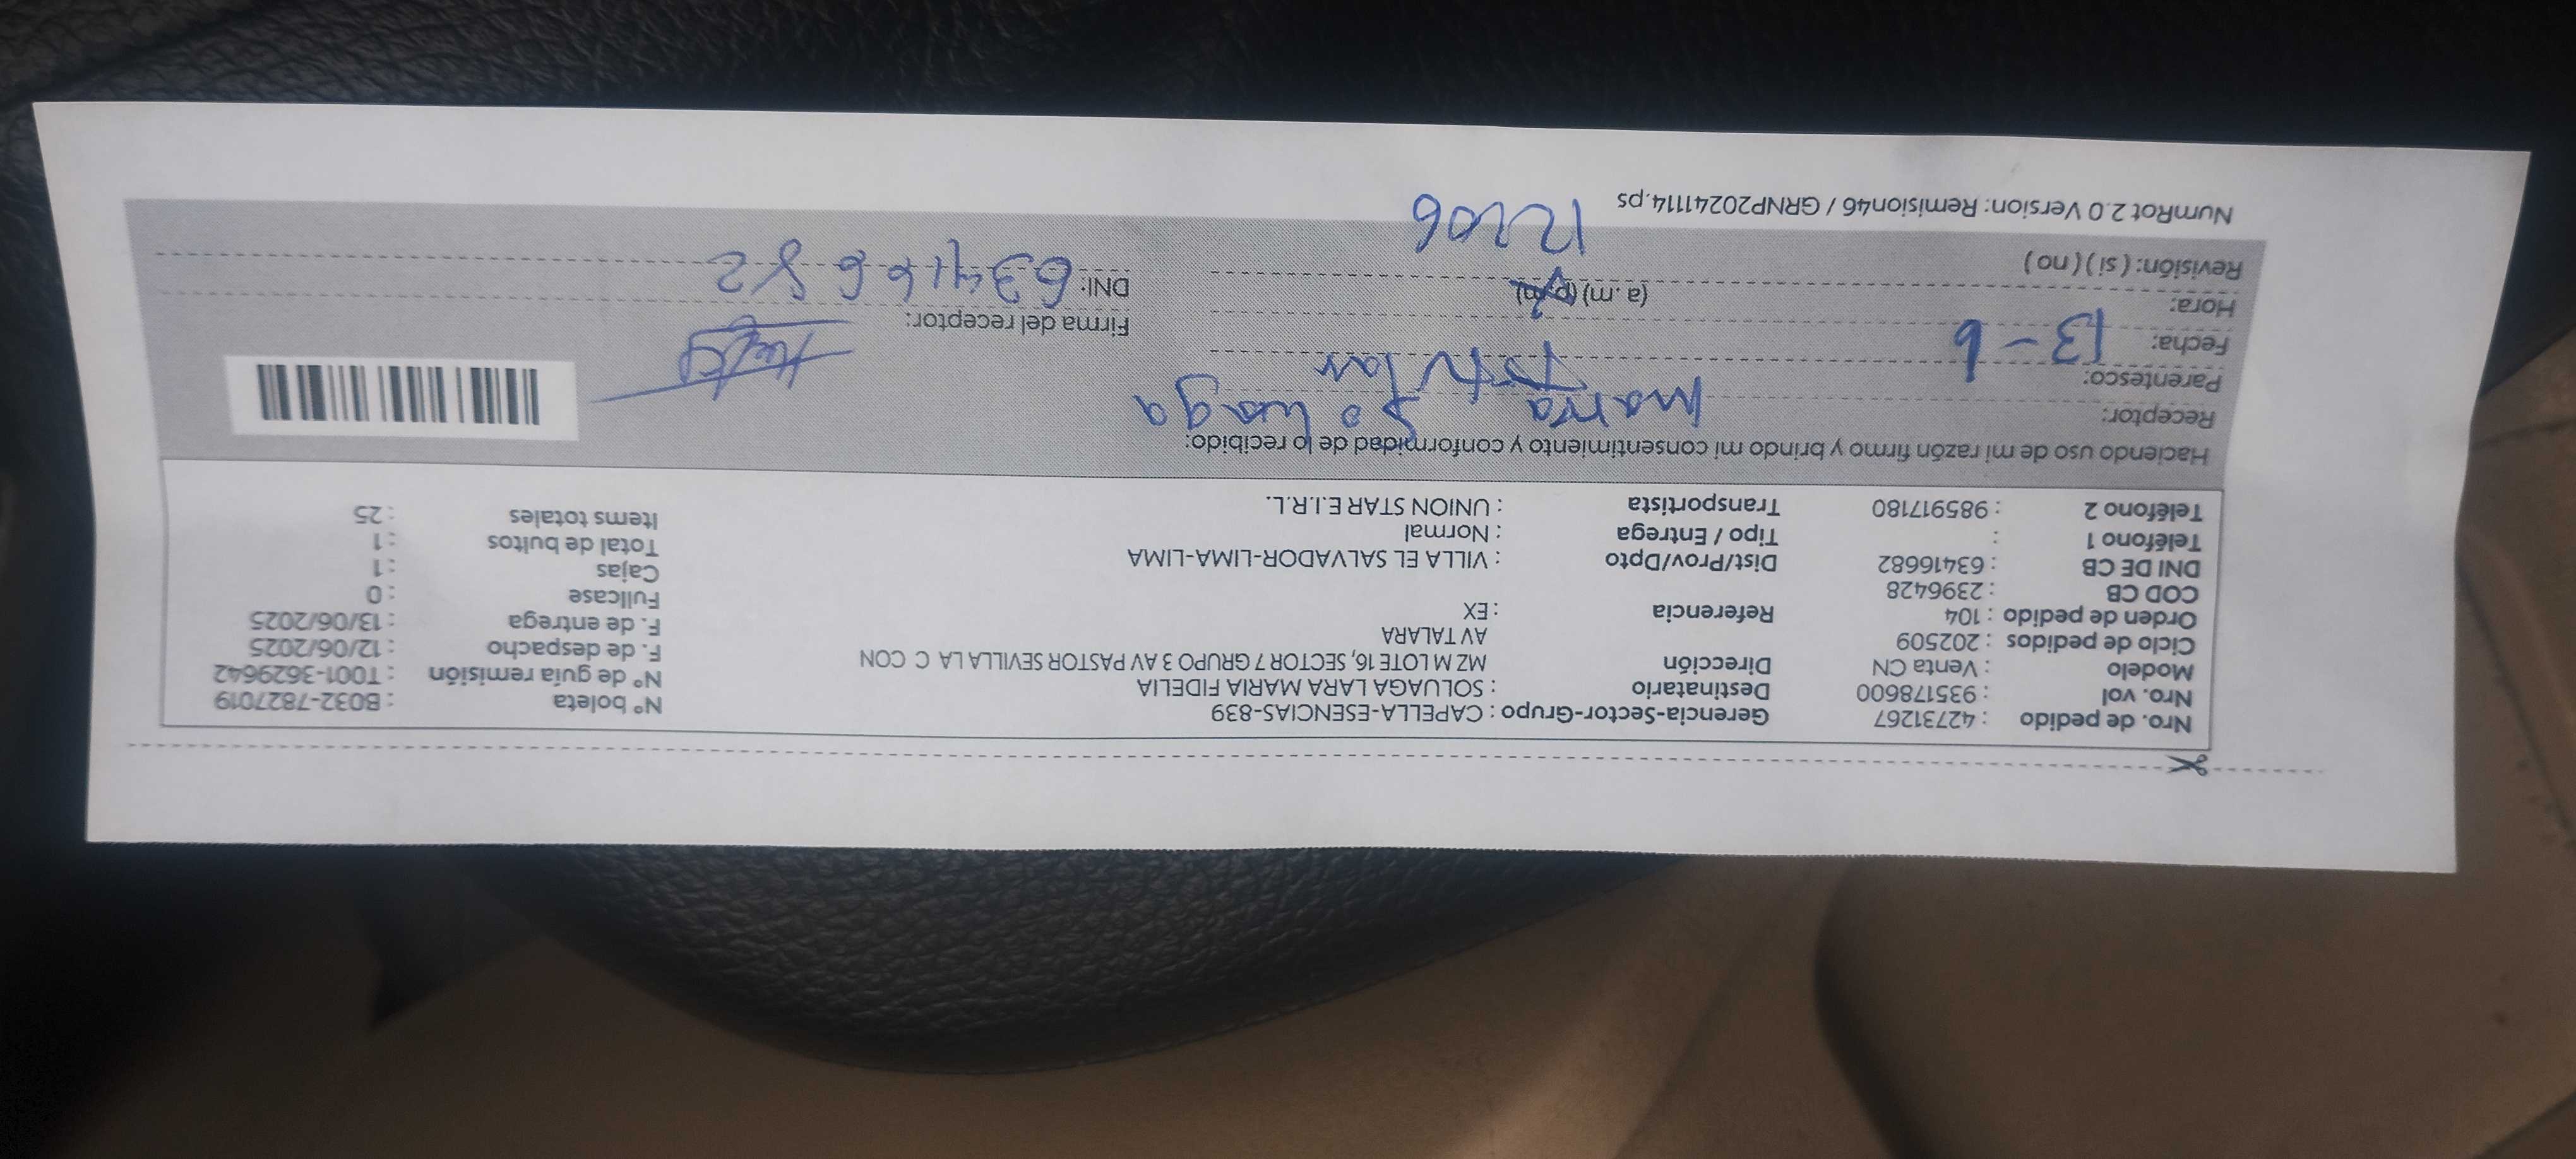 Nro. de pedido : 42731267 Gerencia-Sector-Grupo : CAPELLA-ESENCIAS-839 N° boleta : B032-7827019
Nro. vol : 935178600 Destinatario : SOLUAGA LARA MARIA FIDELIA N° de guía remisión : T001-3629642
Modelo : Venta CN Dirección MZ M LOTE 16, SECTOR 7 GRUPO 3 AV PASTOR SEVILLA LA C CON F. de despacho : 12/06/2025
Ciclo de pedidos : 202509 AV TALARA F. de entrega : 13/06/2025
Orden de pedido : 104 Referencia : EX Fullcase : 0
COD CB : 2396428 Cajas : 1
DNI DE CB : 63416682 Dist/Prov/Dpto : VILLA EL SALVADOR-LIMA-LIMA Total de bultos : 1
Teléfono 1 : Tipo / Entrega : Normal Items totales : 25
Teléfono 2 : 985917180 Transportista : UNION STAR E.I.R.L.
Haciendo uso de mi razón firmo y brindo mi consentimiento y conformidad de lo recibido:
Receptor: Maria Soluaga
Parentesco: Titular
Fecha: 13-6 Firma del receptor:
Hora: (a.m) (p.m) DNI: 63416682
Revisión: ( si ) ( no ) 12:06
NumRot 2.0 Version: Remision46 / GRNP20241114.ps